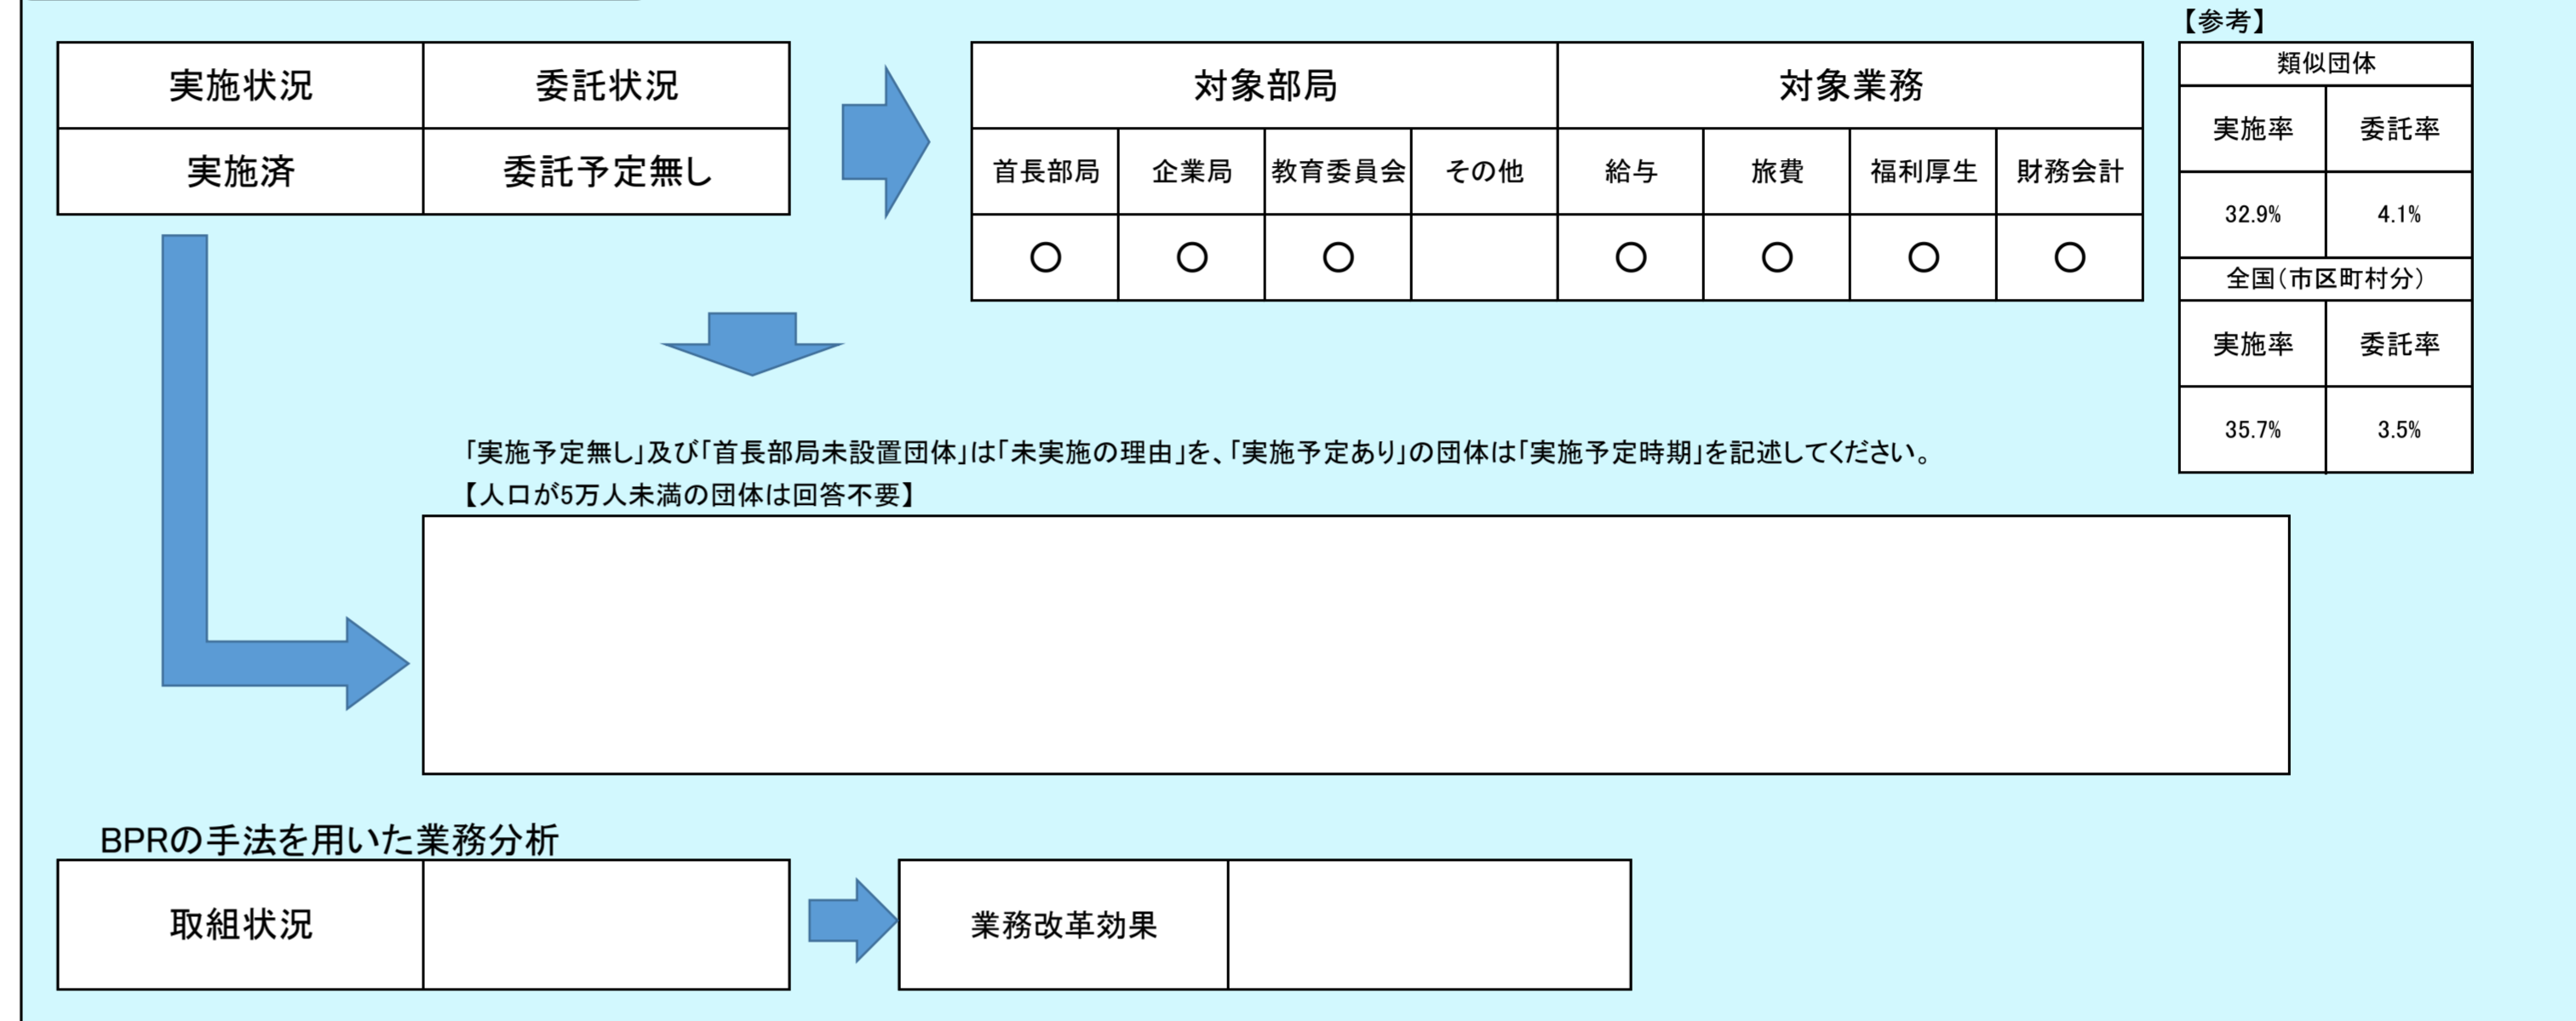 【参考】
実施状況 委託状況
実施済 委託予定無し
対象部局 対象業務
首長部局 企業局 教育委員会 その他 給与 旅費 福利厚生 財務会計
○ ○ ○ ○ ○ ○ ○
類似団体
実施率 委託率
32.9% 4.1%
全国(市区町村分)
実施率 委託率
35.7% 3.5%
「実施予定無し」及び「首長部局未設置団体」は「未実施の理由」を、「実施予定あり」の団体は「実施予定時期」を記述してください。
【人口が5万人未満の団体は回答不要】
BPRの手法を用いた業務分析
取組状況
業務改革効果